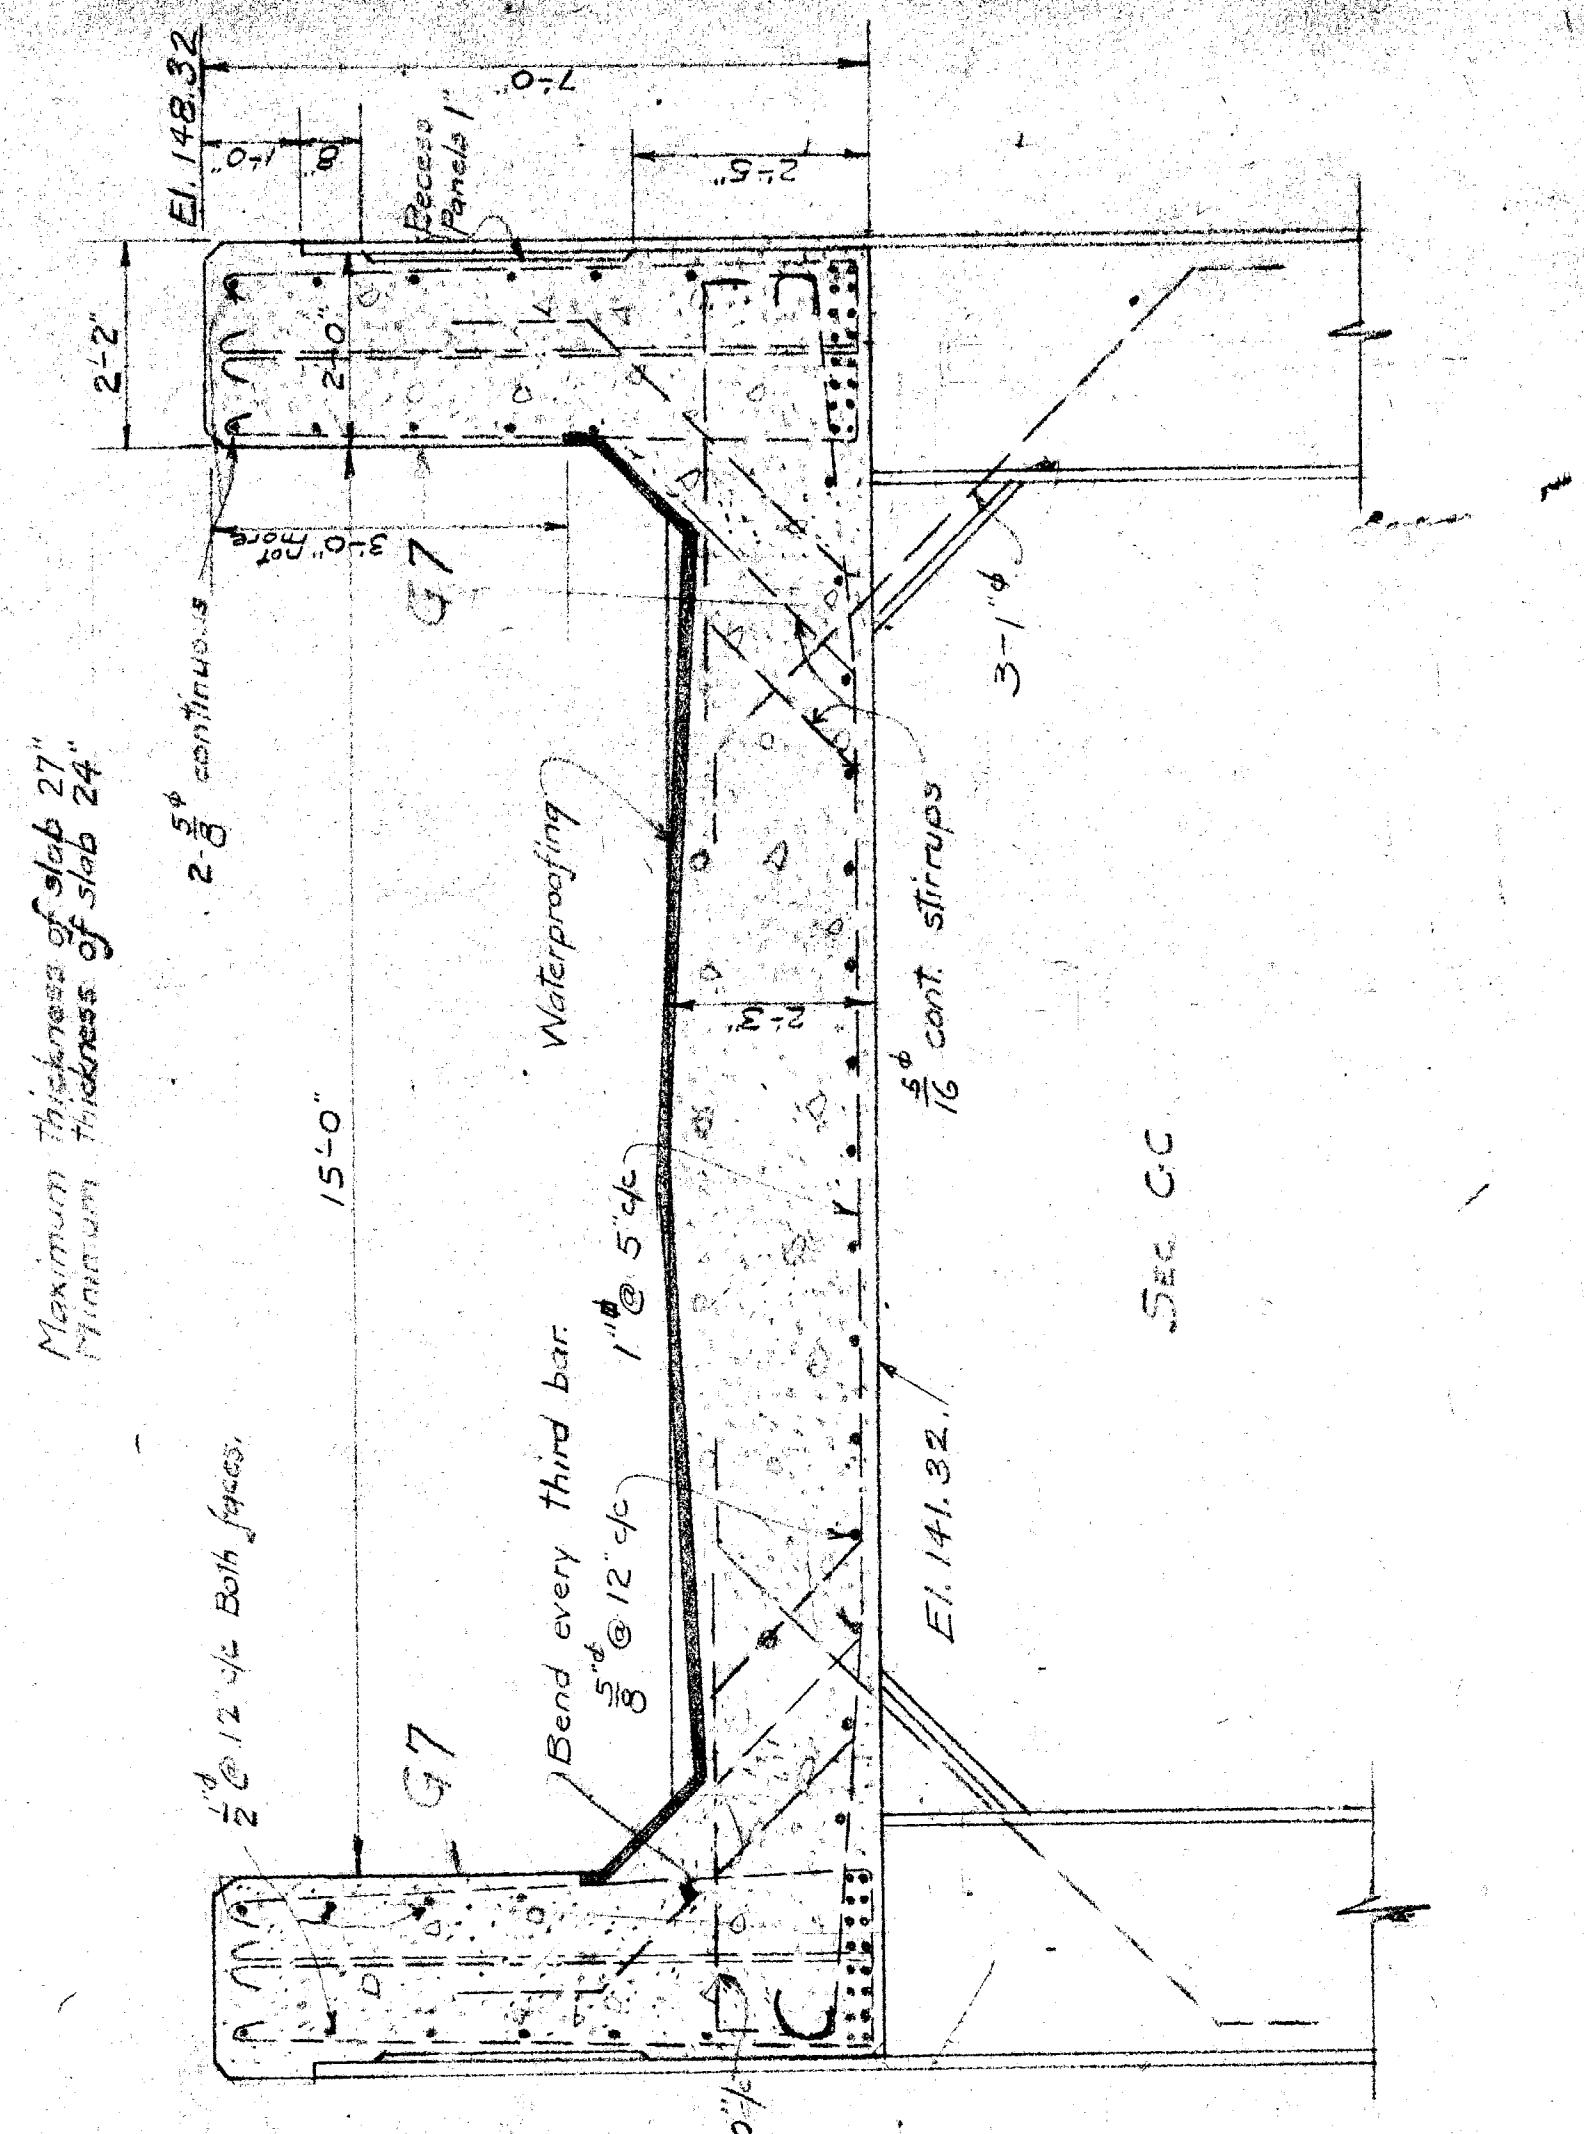 Maximum thickness of slab 27"
Minimum thickness of slab 24"
El. 148.32
7'-0"
1'-0"
8"
2'-5"
Recess
Panels 1"
2'-2"
2'-0"
2-5/8 φ continuous
3'-0" not
more
G7
15'-0"
1/2"φ @ 12" c/c Both faces.
G7
Waterproofing
Bend every third bar.
5/8"φ @ 12" c/c
1"φ @ 5" c/c
2'-3"
3-1"φ
5/16 φ cont. stirrups
El. 141.32.
SEC C.C